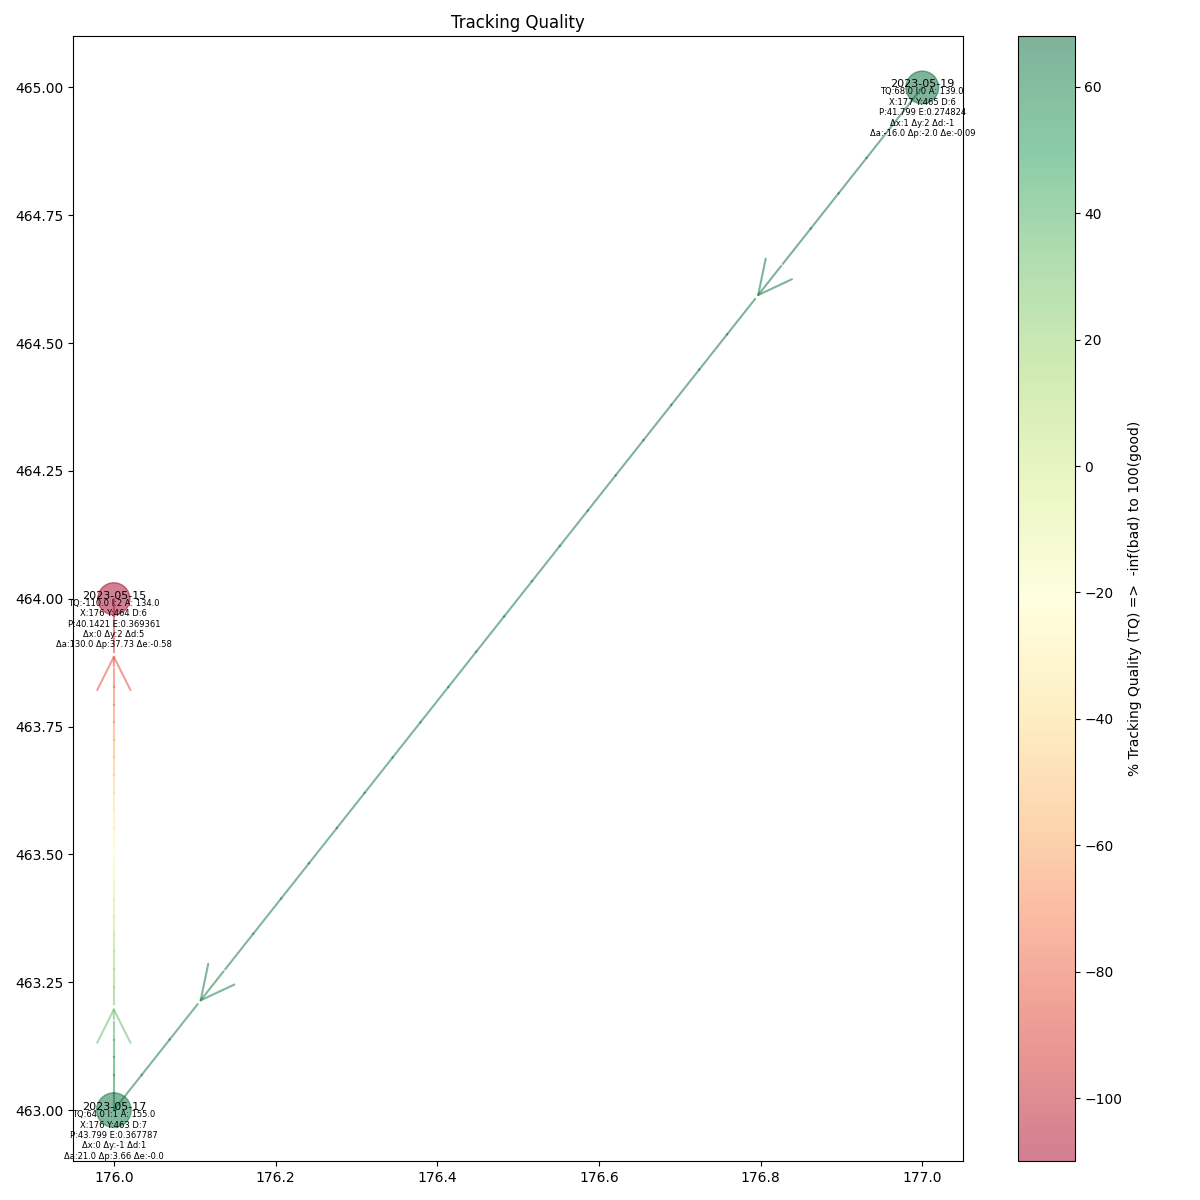 Tracking Quality
465.00
464.75
464.50
464.25
464.00
463.75
463.50
463.25
463.00
176.0
176.2
176.4
176.6
176.8
177.0
2023-05-19
TQ:68.0 i:0 A: 139.0
X:177 Y:465 D:6
P:41.799 E:0.274824
Δx:1 Δy:2 Δd:-1
Δa:-16.0 Δp:-2.0 Δe:-0.09
2023-05-15
TQ:-110.0 i:2 A: 134.0
X:176 Y:464 D:6
P:40.1421 E:0.369361
Δx:0 Δy:2 Δd:5
Δa:130.0 Δp:37.73 Δe:-0.58
2023-05-17
TQ:64.0 i:1 A: 155.0
X:176 Y:463 D:7
P:43.799 E:0.367787
Δx:0 Δy:-1 Δd:1
Δa:21.0 Δp:3.66 Δe:-0.0
60
40
20
0
−20
−40
−60
−80
−100
% Tracking Quality (TQ) => -inf(bad) to 100(good)